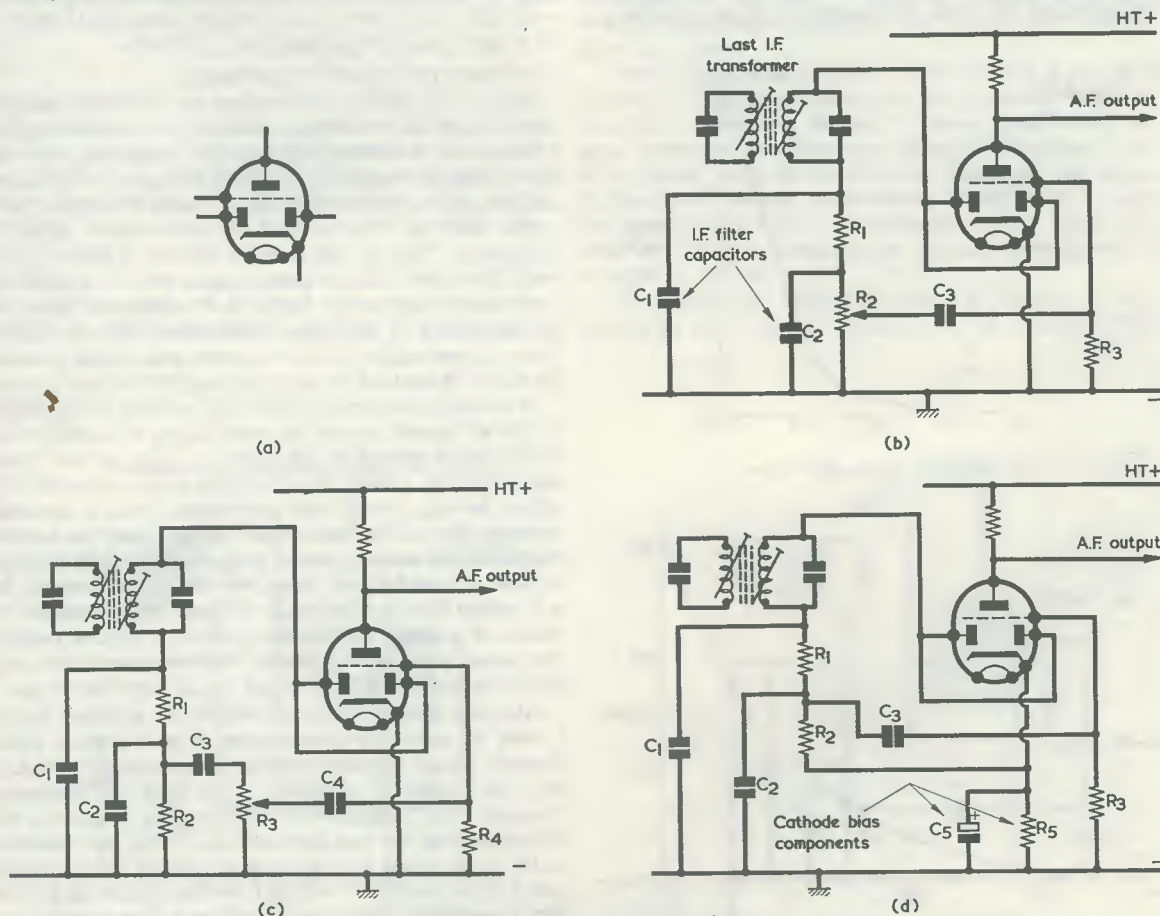 HT+
Last I.F.
transformer
A.F. output
R1
I.F. filter
capacitors
C1
R2
C3
C2
R3
−
(a)
(b)
HT+
A.F. output
R1
C3
C1
C2
R2
R3
C4
R4
−
(c)
HT+
A.F. output
R1
C3
R2
C1
C2
Cathode bias
components
+
C5
R5
R3
−
(d)